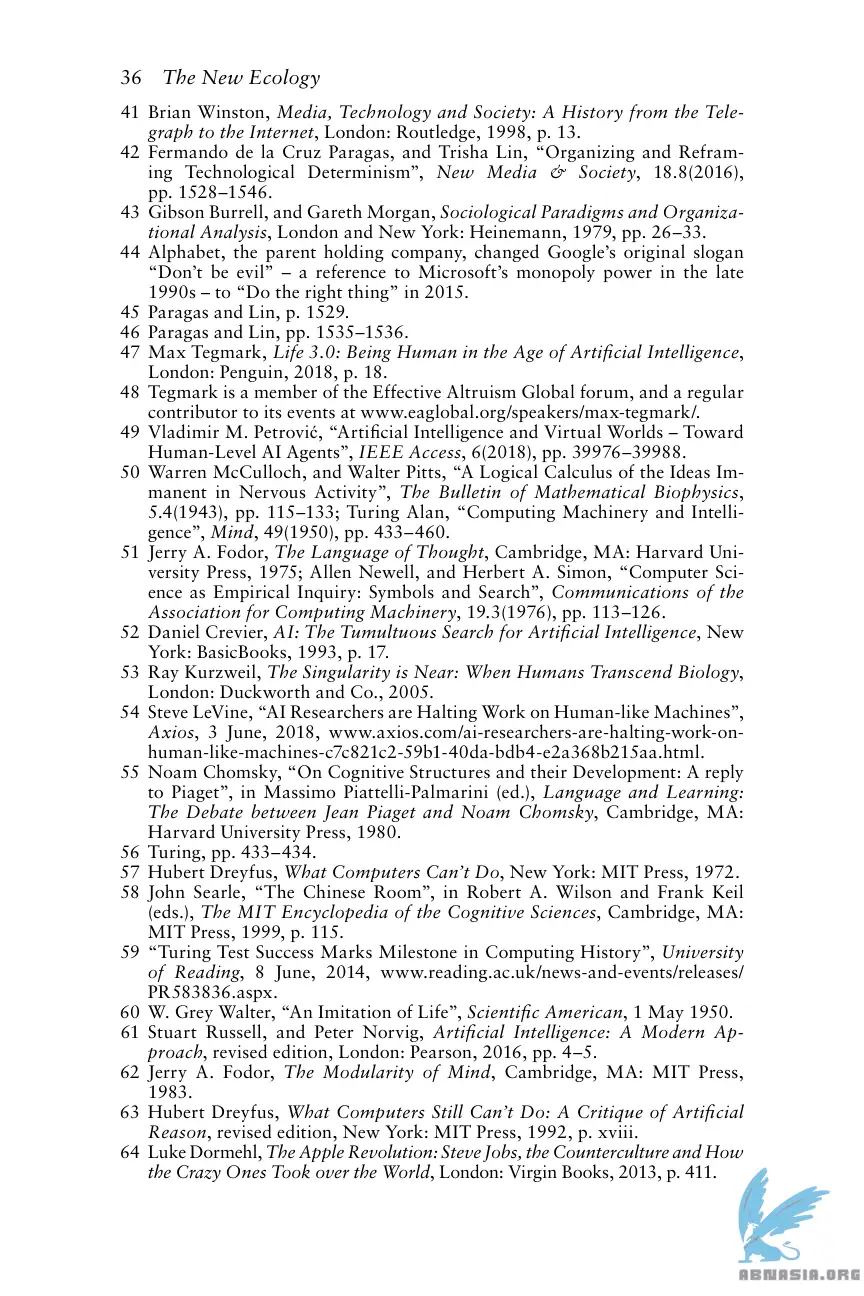 36 The New Ecology
41 Brian Winston, Media, Technology and Society: A History from the Tele-
graph to the Internet, London: Routledge, 1998, p. 13.
42 Fermando de la Cruz Paragas, and Trisha Lin, “Organizing and Refram-
ing Technological Determinism”, New Media & Society, 18.8(2016),
pp. 1528–1546.
43 Gibson Burrell, and Gareth Morgan, Sociological Paradigms and Organiza-
tional Analysis, London and New York: Heinemann, 1979, pp. 26–33.
44 Alphabet, the parent holding company, changed Google’s original slogan
“Don’t be evil” – a reference to Microsoft’s monopoly power in the late
1990s – to “Do the right thing” in 2015.
45 Paragas and Lin, p. 1529.
46 Paragas and Lin, pp. 1535–1536.
47 Max Tegmark, Life 3.0: Being Human in the Age of Artificial Intelligence,
London: Penguin, 2018, p. 18.
48 Tegmark is a member of the Effective Altruism Global forum, and a regular
contributor to its events at www.eaglobal.org/speakers/max-tegmark/.
49 Vladimir M. Petrović, “Artificial Intelligence and Virtual Worlds – Toward
Human-Level AI Agents”, IEEE Access, 6(2018), pp. 39976–39988.
50 Warren McCulloch, and Walter Pitts, “A Logical Calculus of the Ideas Im-
manent in Nervous Activity”, The Bulletin of Mathematical Biophysics,
5.4(1943), pp. 115–133; Turing Alan, “Computing Machinery and Intelli-
gence”, Mind, 49(1950), pp. 433–460.
51 Jerry A. Fodor, The Language of Thought, Cambridge, MA: Harvard Uni-
versity Press, 1975; Allen Newell, and Herbert A. Simon, “Computer Sci-
ence as Empirical Inquiry: Symbols and Search”, Communications of the
Association for Computing Machinery, 19.3(1976), pp. 113–126.
52 Daniel Crevier, AI: The Tumultuous Search for Artificial Intelligence, New
York: BasicBooks, 1993, p. 17.
53 Ray Kurzweil, The Singularity is Near: When Humans Transcend Biology,
London: Duckworth and Co., 2005.
54 Steve LeVine, “AI Researchers are Halting Work on Human-like Machines”,
Axios, 3 June, 2018, www.axios.com/ai-researchers-are-halting-work-on-
human-like-machines-c7c821c2-59b1-40da-bdb4-e2a368b215aa.html.
55 Noam Chomsky, “On Cognitive Structures and their Development: A reply
to Piaget”, in Massimo Piattelli-Palmarini (ed.), Language and Learning:
The Debate between Jean Piaget and Noam Chomsky, Cambridge, MA:
Harvard University Press, 1980.
56 Turing, pp. 433–434.
57 Hubert Dreyfus, What Computers Can’t Do, New York: MIT Press, 1972.
58 John Searle, “The Chinese Room”, in Robert A. Wilson and Frank Keil
(eds.), The MIT Encyclopedia of the Cognitive Sciences, Cambridge, MA:
MIT Press, 1999, p. 115.
59 “Turing Test Success Marks Milestone in Computing History”, University
of Reading, 8 June, 2014, www.reading.ac.uk/news-and-events/releases/
PR583836.aspx.
60 W. Grey Walter, “An Imitation of Life”, Scientific American, 1 May 1950.
61 Stuart Russell, and Peter Norvig, Artificial Intelligence: A Modern Ap-
proach, revised edition, London: Pearson, 2016, pp. 4–5.
62 Jerry A. Fodor, The Modularity of Mind, Cambridge, MA: MIT Press,
1983.
63 Hubert Dreyfus, What Computers Still Can’t Do: A Critique of Artificial
Reason, revised edition, New York: MIT Press, 1992, p. xviii.
64 Luke Dormehl, The Apple Revolution: Steve Jobs, the Counterculture and How
the Crazy Ones Took over the World, London: Virgin Books, 2013, p. 411.
ABNASIA.ORG